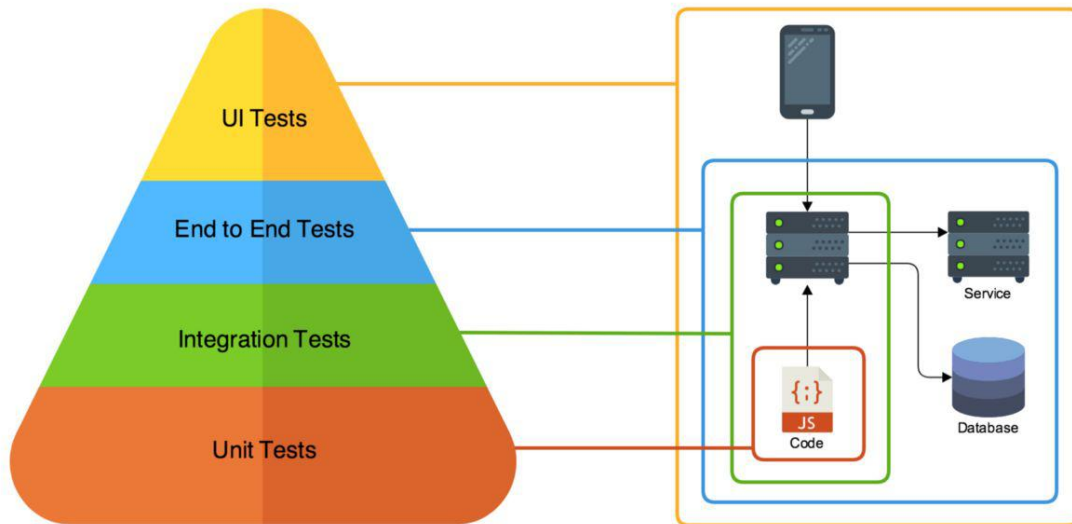 UI Tests
End to End Tests
Integration Tests
Unit Tests
Service
Database
{;}
JS
Code